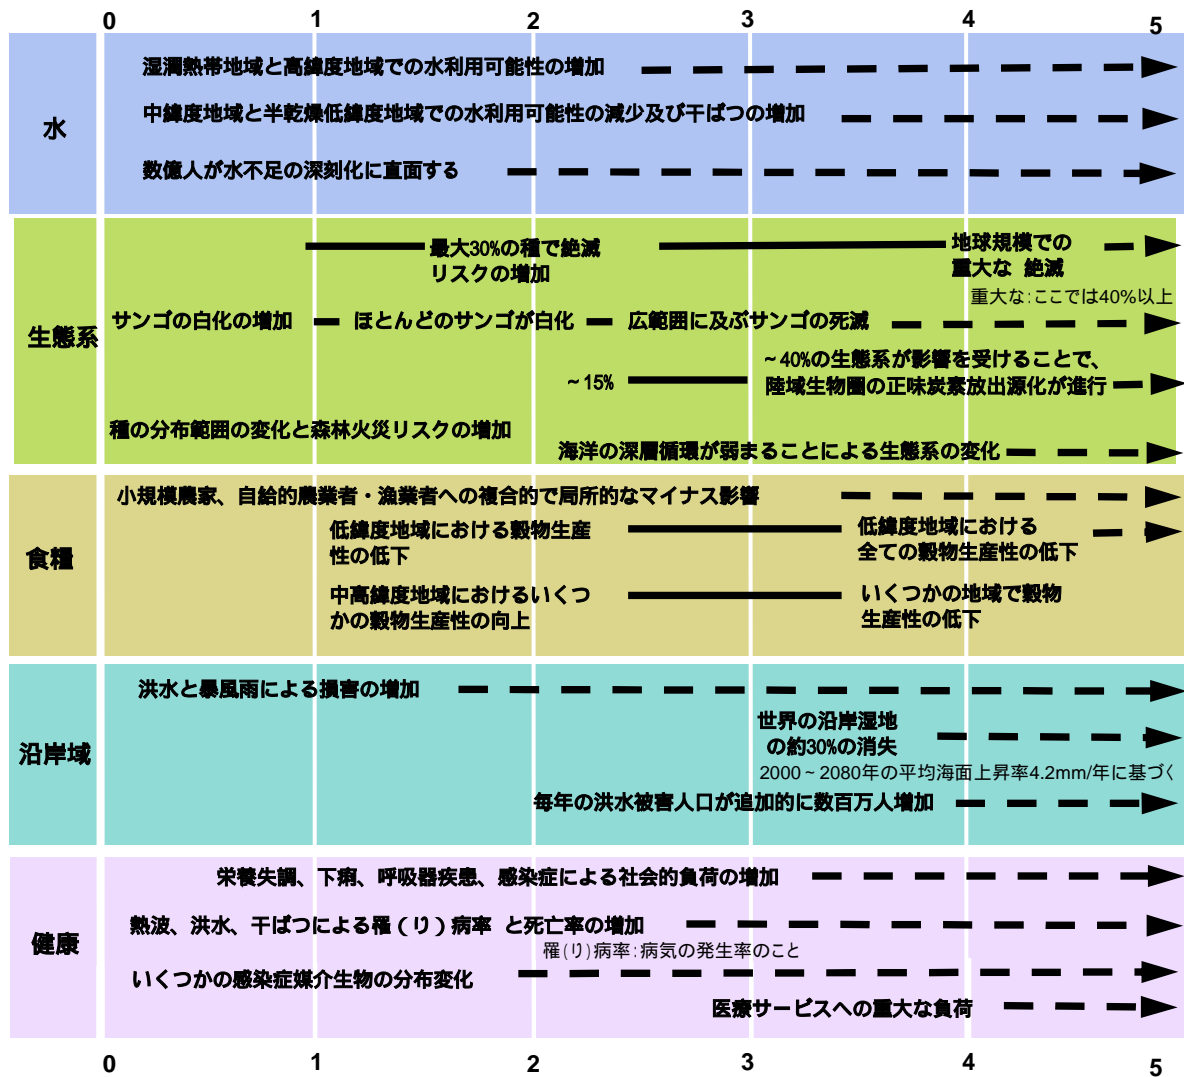 0 1 2 3 4 5
水
湿潤熱帯地域と高緯度地域での水利用可能性の増加
中緯度地域と半乾燥低緯度地域での水利用可能性の減少及び干ばつの増加
数億人が水不足の深刻化に直面する
生態系
最大30%の種で絶滅
リスクの増加
地球規模での
重大な 絶滅
重大な:ここでは40%以上
サンゴの白化の増加
ほとんどのサンゴが白化
広範囲に及ぶサンゴの死滅
~15%
~40%の生態系が影響を受けることで、
陸域生物圏の正味炭素放出源化が進行
種の分布範囲の変化と森林火災リスクの増加
海洋の深層循環が弱まることによる生態系の変化
食糧
小規模農家、自給的農業者・漁業者への複合的で局所的なマイナス影響
低緯度地域における穀物生産
性の低下
低緯度地域における
全ての穀物生産性の低下
中高緯度地域におけるいくつ
かの穀物生産性の向上
いくつかの地域で穀物
生産性の低下
沿岸域
洪水と暴風雨による損害の増加
世界の沿岸湿地
の約30%の消失
2000~2080年の平均海面上昇率4.2mm/年に基づく
毎年の洪水被害人口が追加的に数百万人増加
健康
栄養失調、下痢、呼吸器疾患、感染症による社会的負荷の増加
熱波、洪水、干ばつによる罹(り)病率 と死亡率の増加
罹(り)病率:病気の発生率のこと
いくつかの感染症媒介生物の分布変化
医療サービスへの重大な負荷
0 1 2 3 4 5